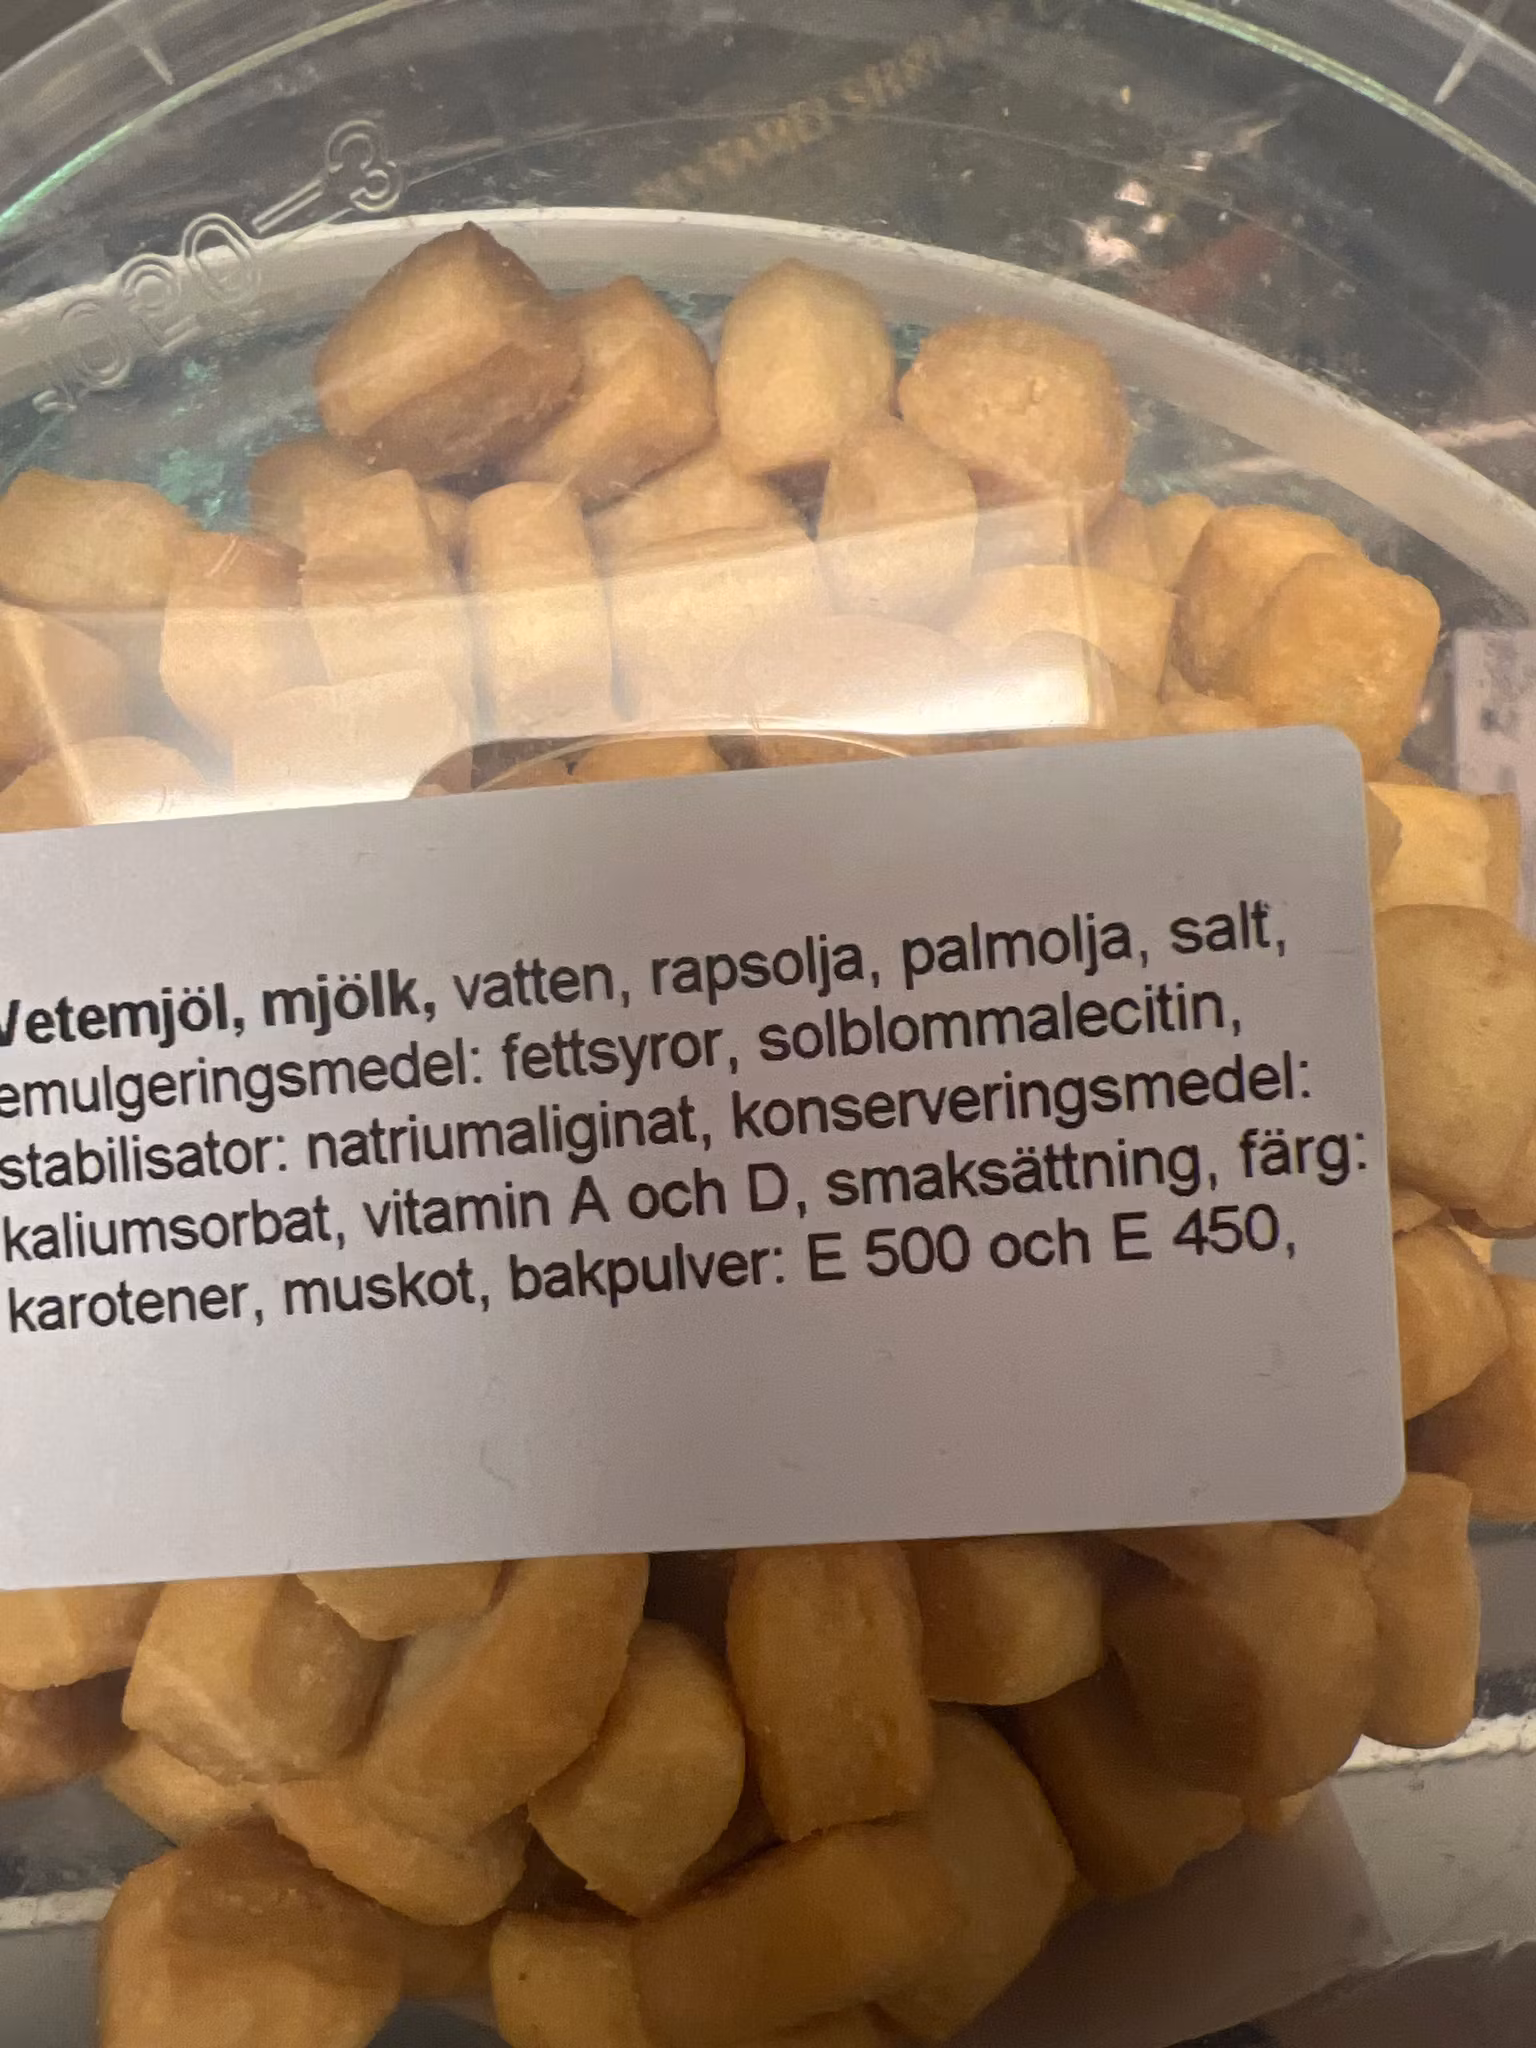 Vetemjöl, mjölk, vatten, rapsolja, palmolja, salt,
emulgeringsmedel: fettsyror, solblommalecitin,
stabilisator: natriumaliginat, konserveringsmedel:
kaliumsorbat, vitamin A och D, smaksättning, färg:
karotener, muskot, bakpulver: E 500 och E 450,